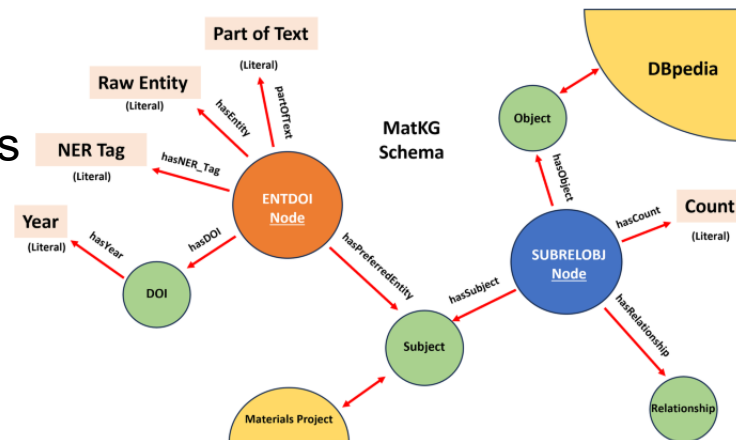 Part of Text
(Literal)
partOfText
Raw Entity
(Literal)
hasEntity
s
NER Tag
(Literal)
hasNER_Tag
ENTDOI
Node
Year
(Literal)
hasYear
hasDOI
DOI
hasPreferredEntity
MatKG
Schema
DBpedia
Object
hasObject
SUBRELOBJ
Node
hasCount
Count
(Literal)
hasSubject
Subject
hasRelationship
Relationship
Materials Project